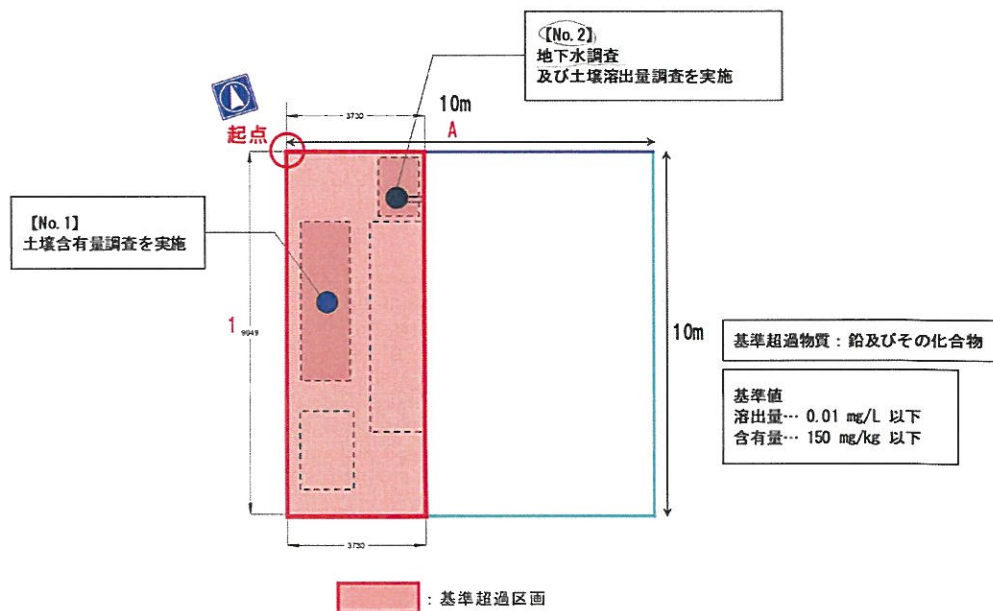 【No. 2】
地下水調査
及び土壌溶出量調査を実施
10m
3730
A
起点
【No. 1】
土壌含有量調査を実施
1
9949
10m
基準超過物質：鉛及びその化合物
基準値
溶出量… 0.01 mg/L 以下
含有量… 150 mg/kg 以下
3730
：基準超過区画